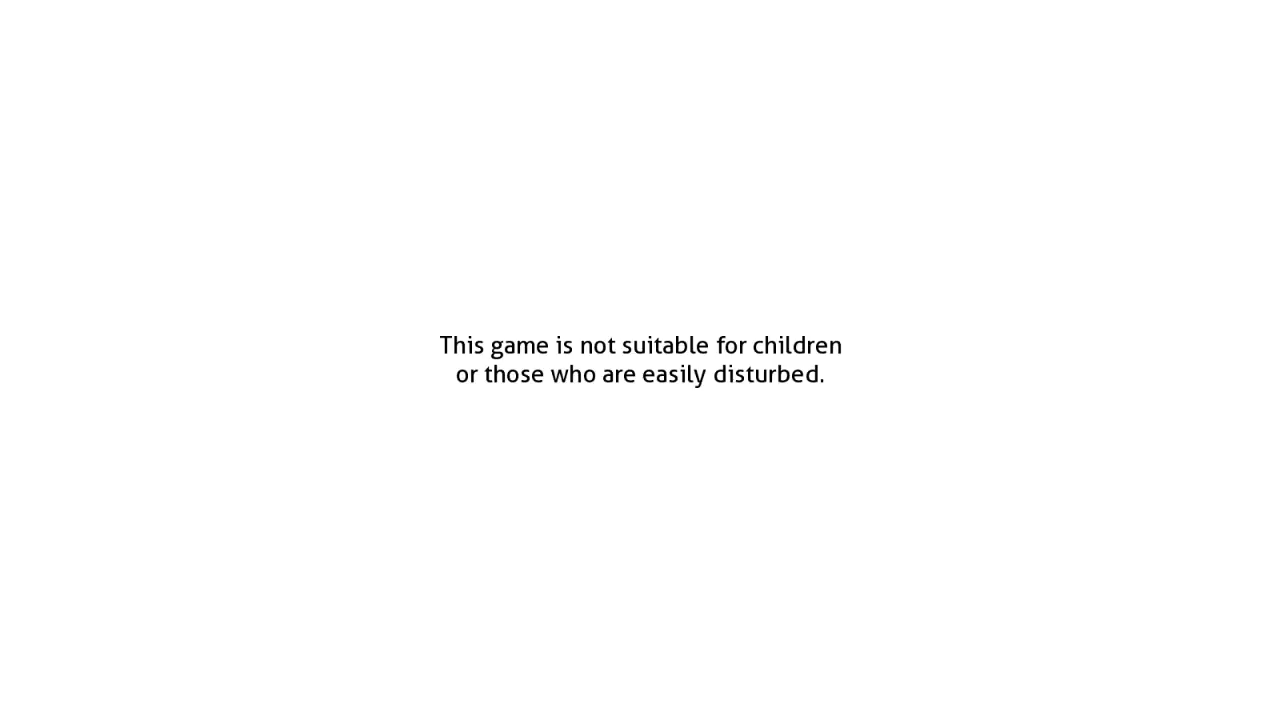 This game is not suitable for children
or those who are easily disturbed.